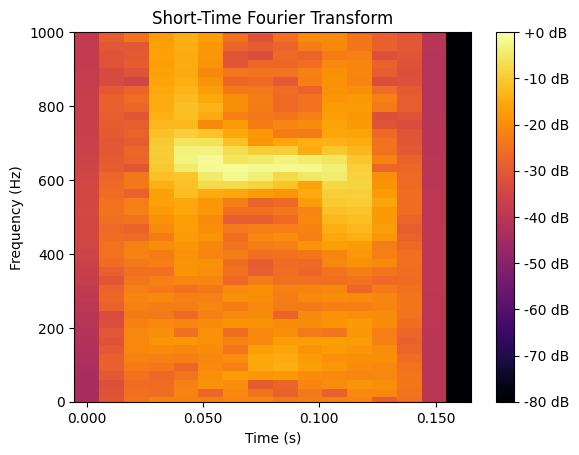 Short-Time Fourier Transform
1000
800
600
400
200
0
Frequency (Hz)
0.000
0.050
0.100
0.150
Time (s)
+0 dB
-10 dB
-20 dB
-30 dB
-40 dB
-50 dB
-60 dB
-70 dB
-80 dB